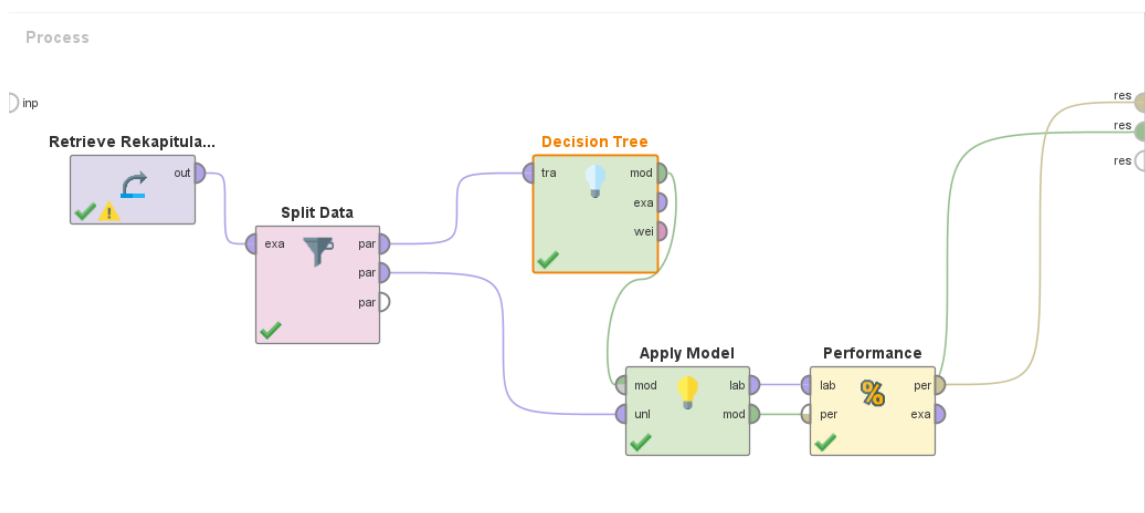 Process
inp
res
res
res
Retrieve Rekapitula...
out
Split Data
exa
par
par
par
Decision Tree
tra
mod
exa
wei
Apply Model
mod
lab
unl
mod
Performance
lab
per
per
exa
%